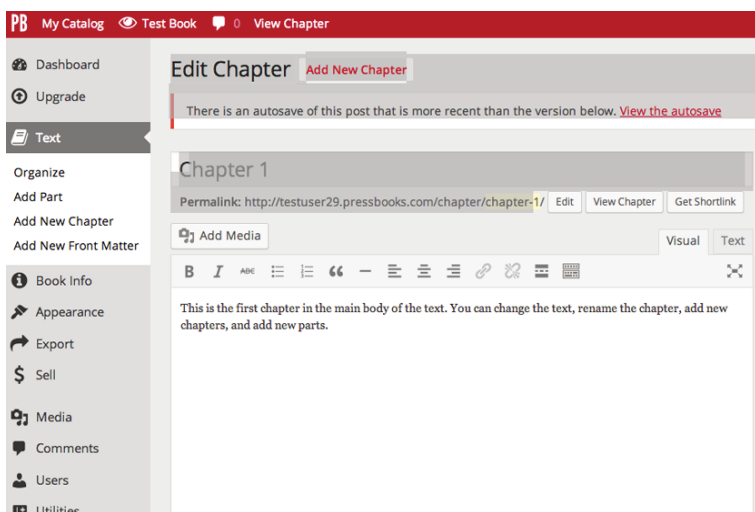 PB My Catalog Test Book 0 View Chapter
Dashboard
Upgrade
Text
Organize
Add Part
Add New Chapter
Add New Front Matter
Book Info
Appearance
Export
$ Sell
Media
Comments
Users
Utilities
Edit Chapter Add New Chapter
There is an autosave of this post that is more recent than the version below. View the autosave
Chapter 1
Permalink: http://testuser29.pressbooks.com/chapter/chapter-1/ Edit View Chapter Get Shortlink
Add Media
Visual Text
B I ABC
This is the first chapter in the main body of the text. You can change the text, rename the chapter, add new
chapters, and add new parts.